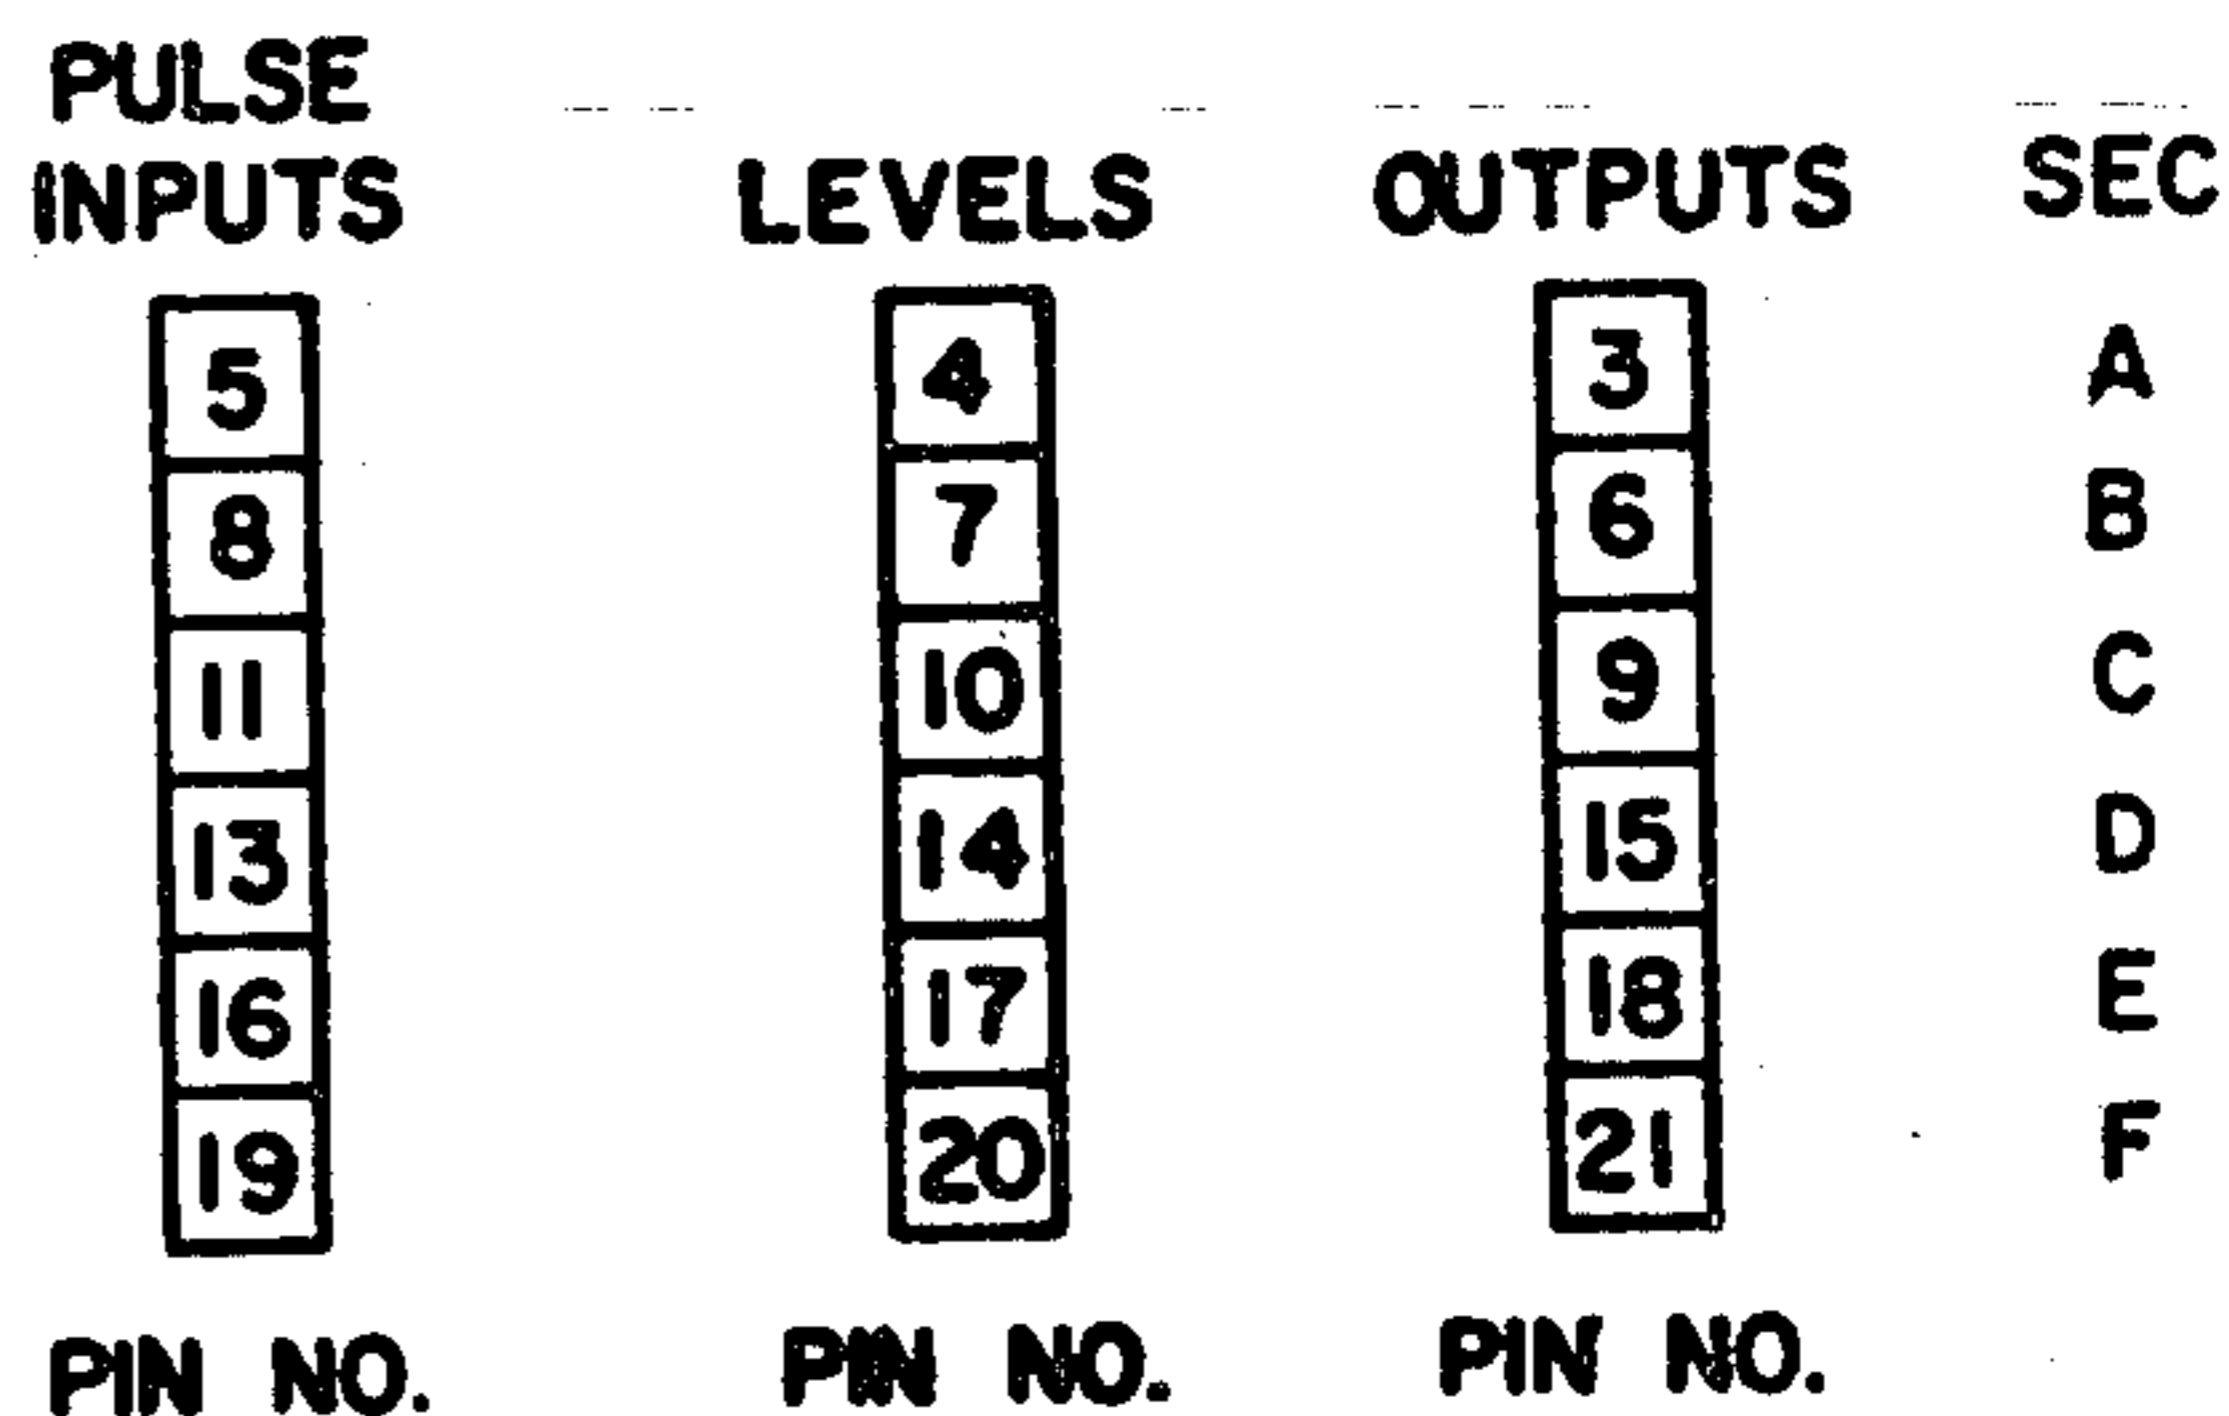 PULSE
INPUTS LEVELS OUTPUTS SEC
5 4 3 A
8 7 6 B
11 10 9 C
13 14 15 D
16 17 18 E
19 20 21 F
PIN NO. PIN NO. PIN NO.